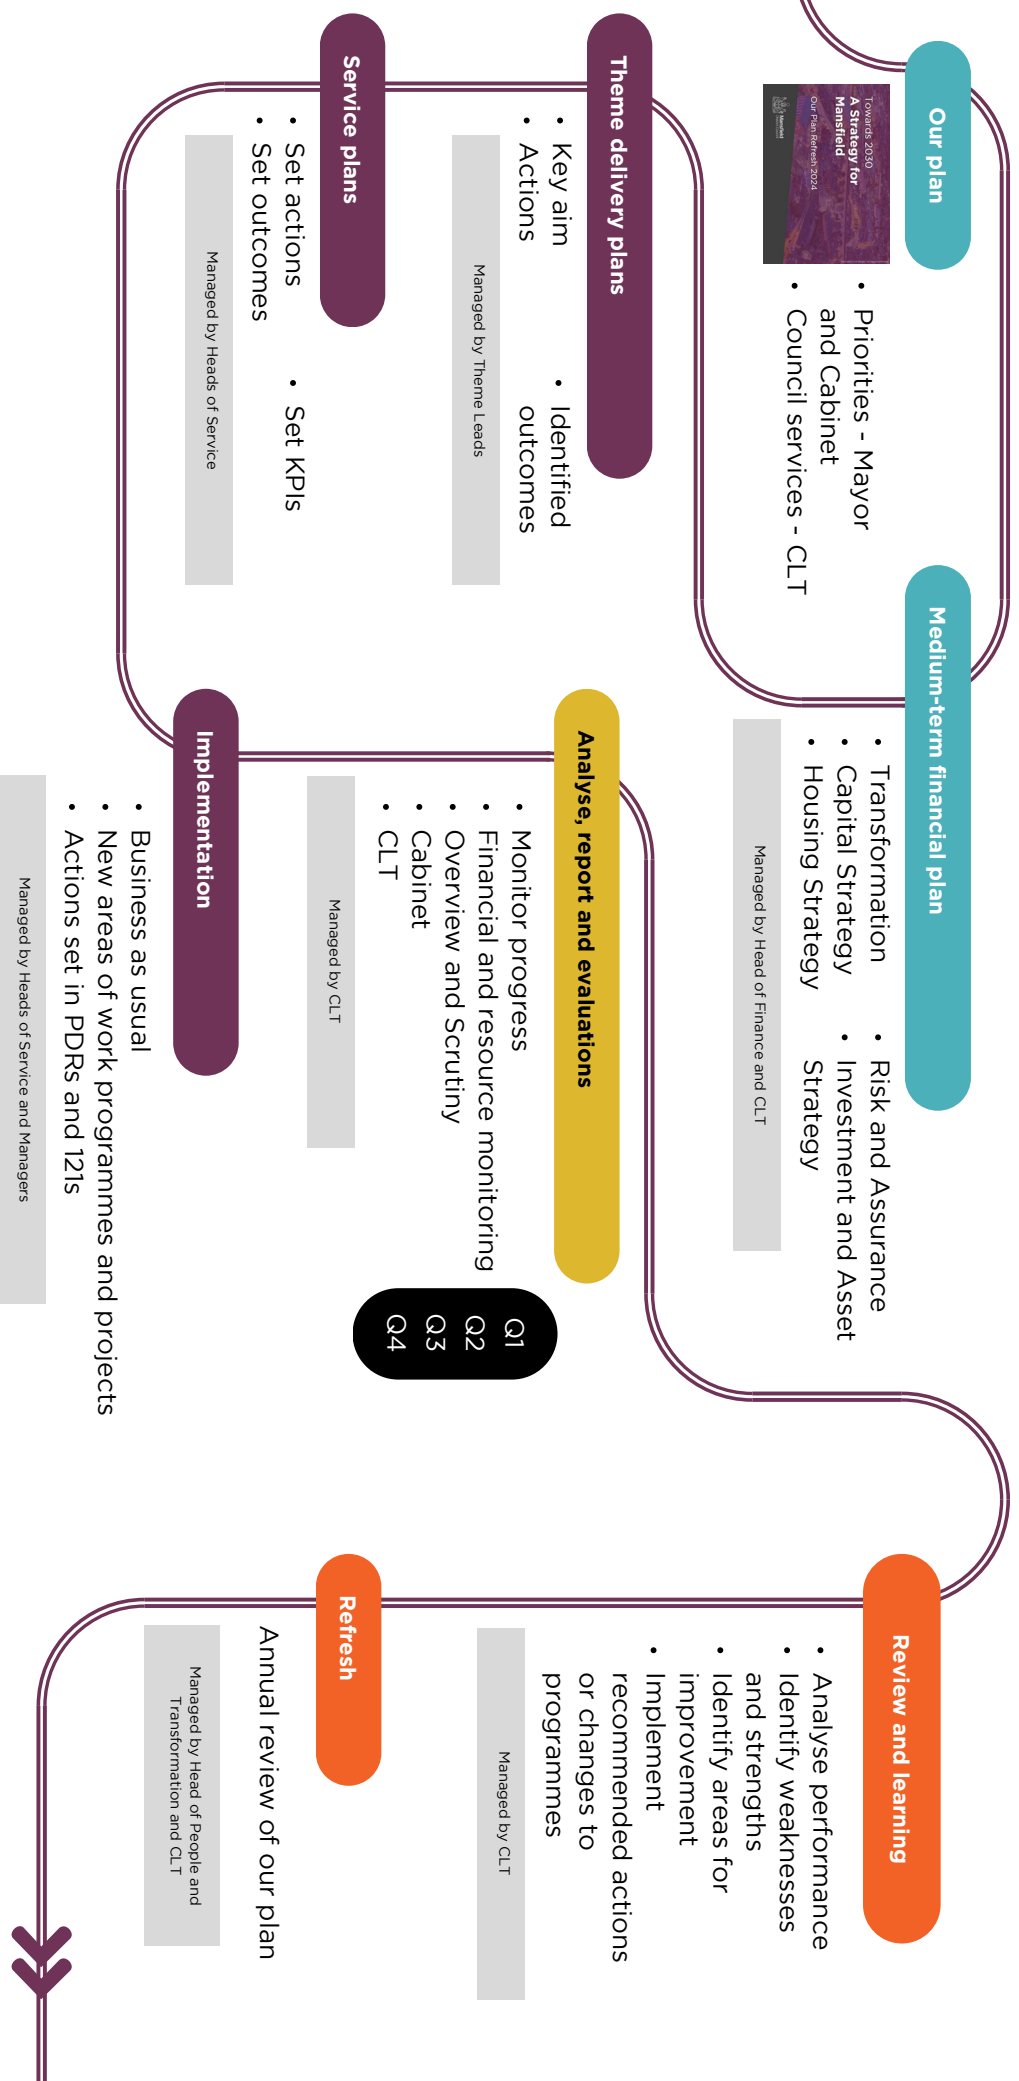 Our plan
Towards 2030
A Strategy for
Mansfield
Our Plan Refresh 2024
Mansfield
• Priorities - Mayor
and Cabinet
• Council services - CLT
Medium-term financial plan
• Transformation
• Capital Strategy
• Housing Strategy
• Risk and Assurance
• Investment and Asset
Strategy
Managed by Head of Finance and CLT
Theme delivery plans
• Key aim
• Actions
• Identified
outcomes
Managed by Theme Leads
Service plans
• Set actions
• Set outcomes
• Set KPIs
Managed by Heads of Service
Implementation
• Business as usual
• New areas of work programmes and projects
• Actions set in PDRs and 121s
Managed by Heads of Service and Managers
Analyse, report and evaluations
• Monitor progress
• Financial and resource monitoring
• Overview and Scrutiny
• Cabinet
• CLT
Q1
Q2
Q3
Q4
Managed by CLT
Review and learning
• Analyse performance
• Identify weaknesses
and strengths
• Identify areas for
improvement
• Implement
recommended actions
or changes to
programmes
Managed by CLT
Refresh
Annual review of our plan
Managed by Head of People and
Transformation and CLT